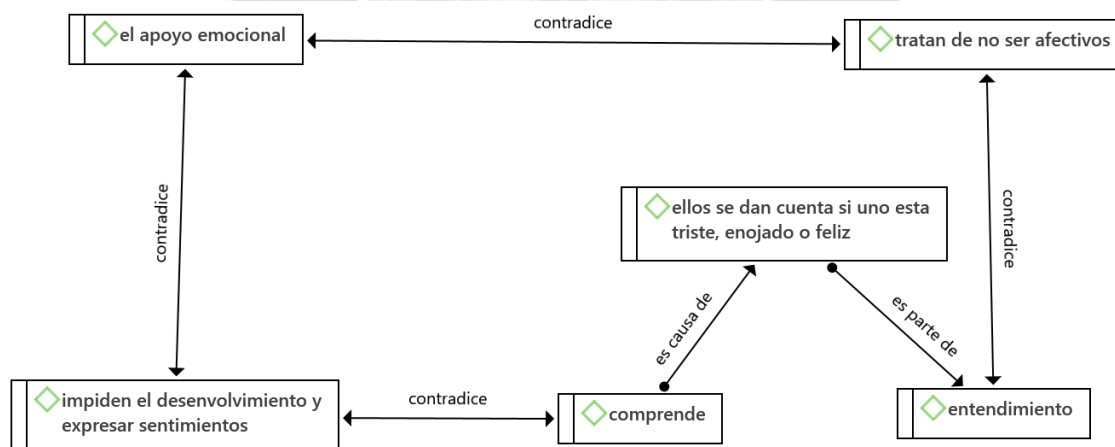 contradice
el apoyo emocional
tratan de no ser afectivos
contradice
contradice
ellos se dan cuenta si uno esta
triste, enojado o feliz
es causa de
es parte de
impiden el desenvolvimiento y
expresar sentimientos
contradice
comprende
entendimiento